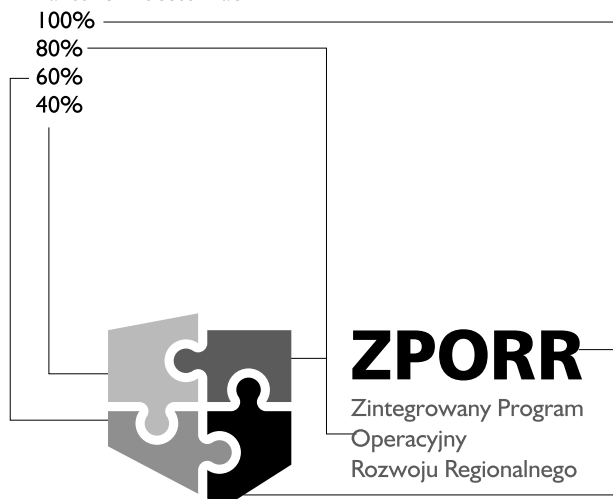 100%
80%
60%
40%
ZPORR
Zintegrowany Program
Operacyjny
Rozwoju Regionalnego